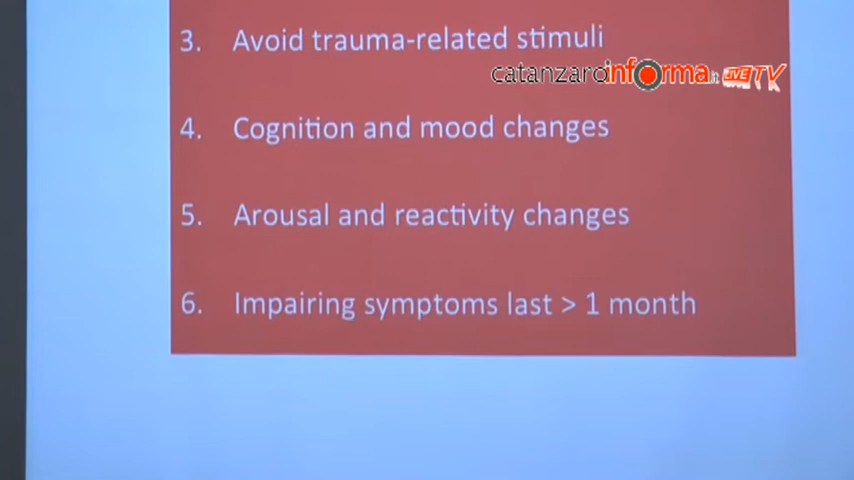 3. Avoid trauma-related stimuli
catanzaroinforma.it LIVE TV
4. Cognition and mood changes
5. Arousal and reactivity changes
6. Impairing symptoms last > 1 month